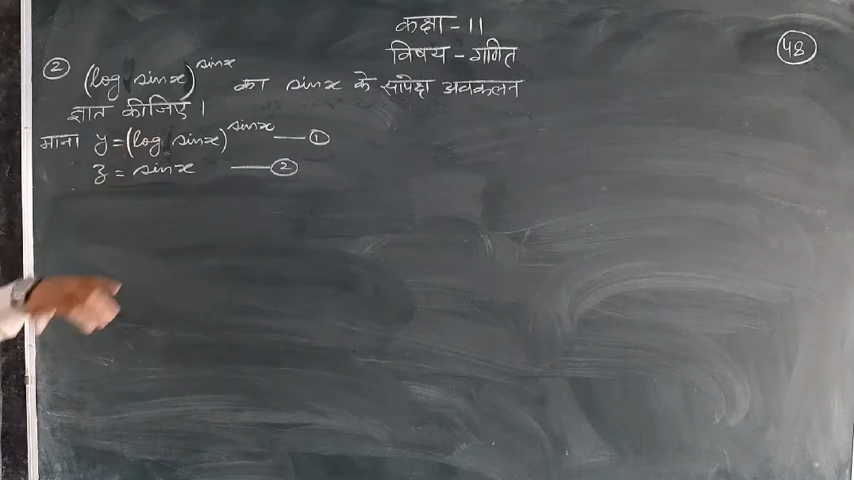 कक्षा - 11
विषय - गणित
48
② (log sinx)^sinx का sinx के सापेक्ष अवकलन
ज्ञात कीजिए ।
माना y = (log sinx)^sinx — ①
z = sinx — ②